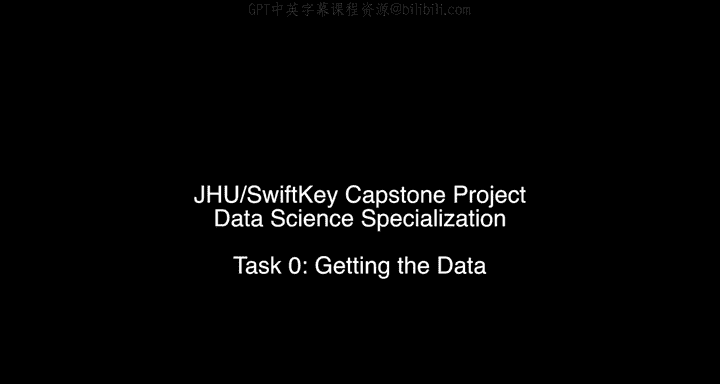 GPT中英字幕课程资源@bilibili.com
JHU/SwiftKey Capstone Project
Data Science Specialization
Task 0: Getting the Data